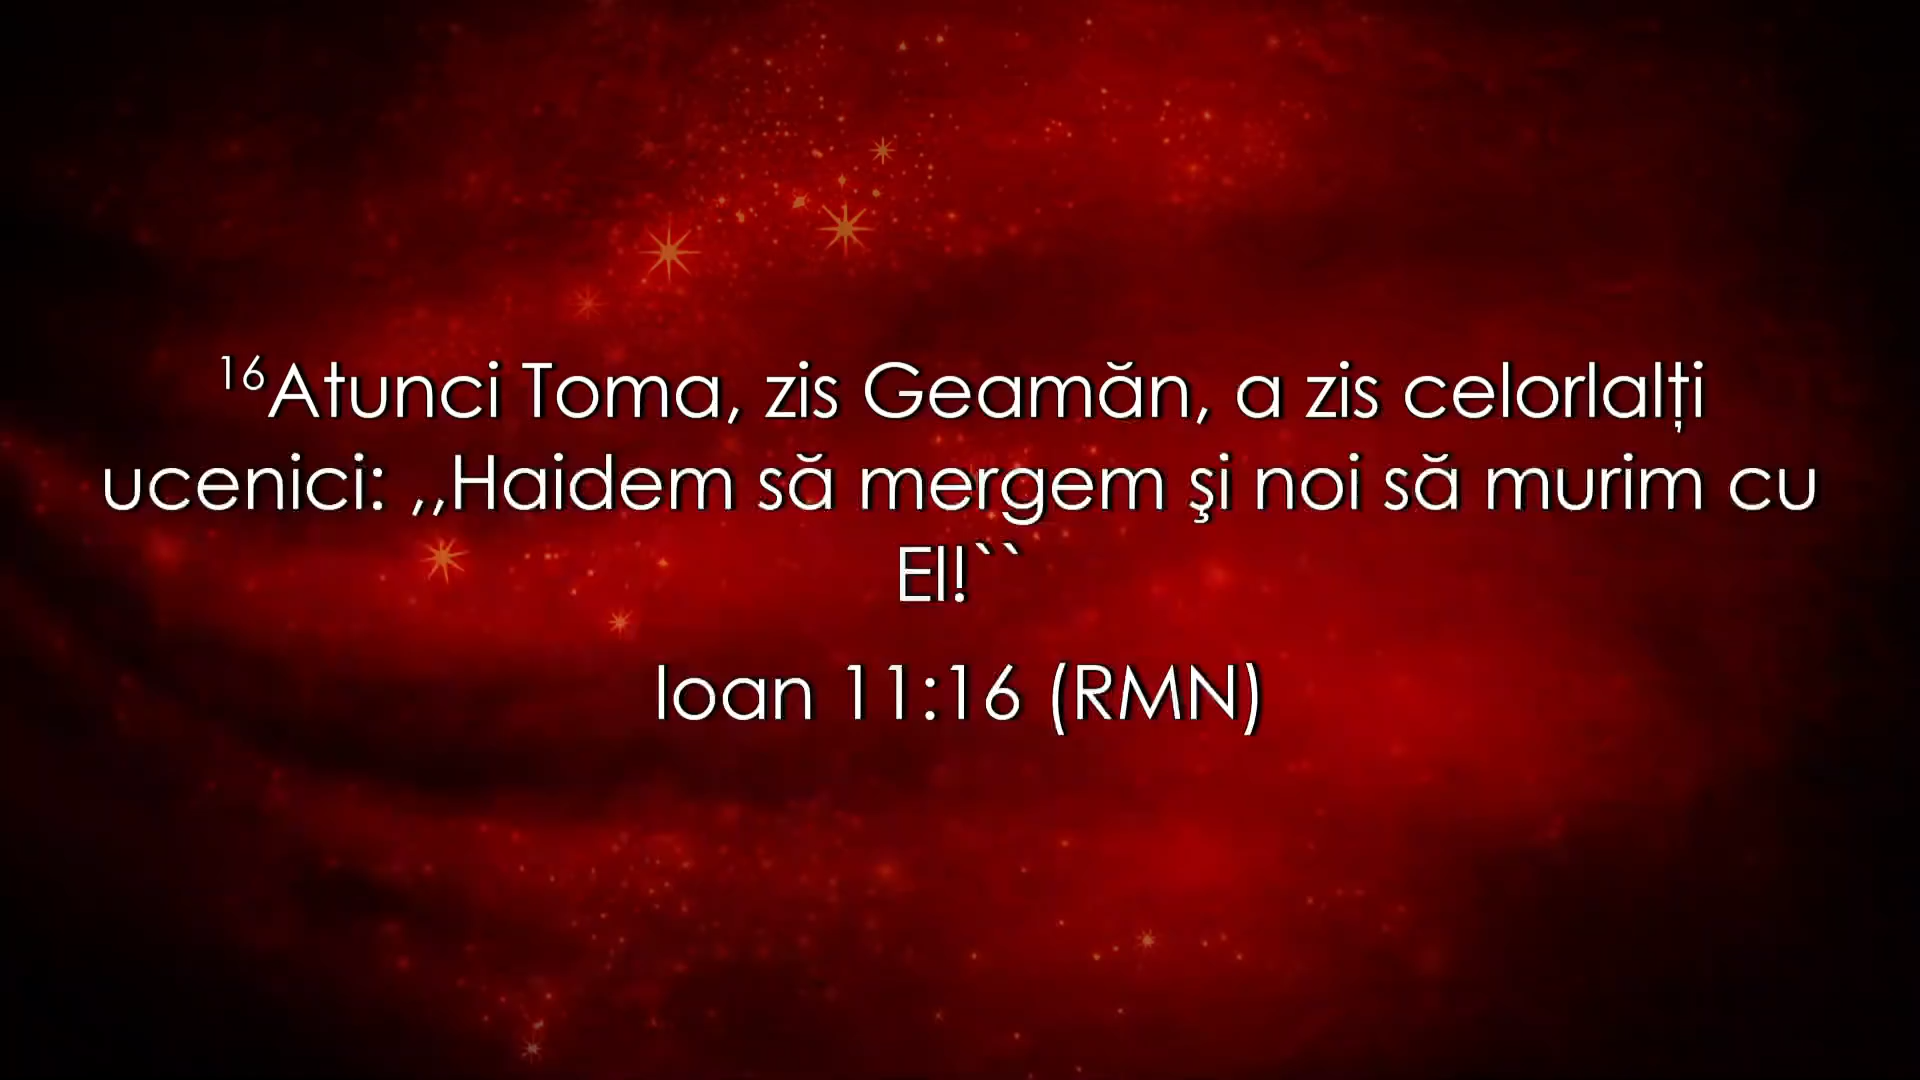 16Atunci Toma, zis Geamăn, a zis celorlalţi
ucenici: ,,Haidem să mergem şi noi să murim cu
El!``
Ioan 11:16 (RMN)